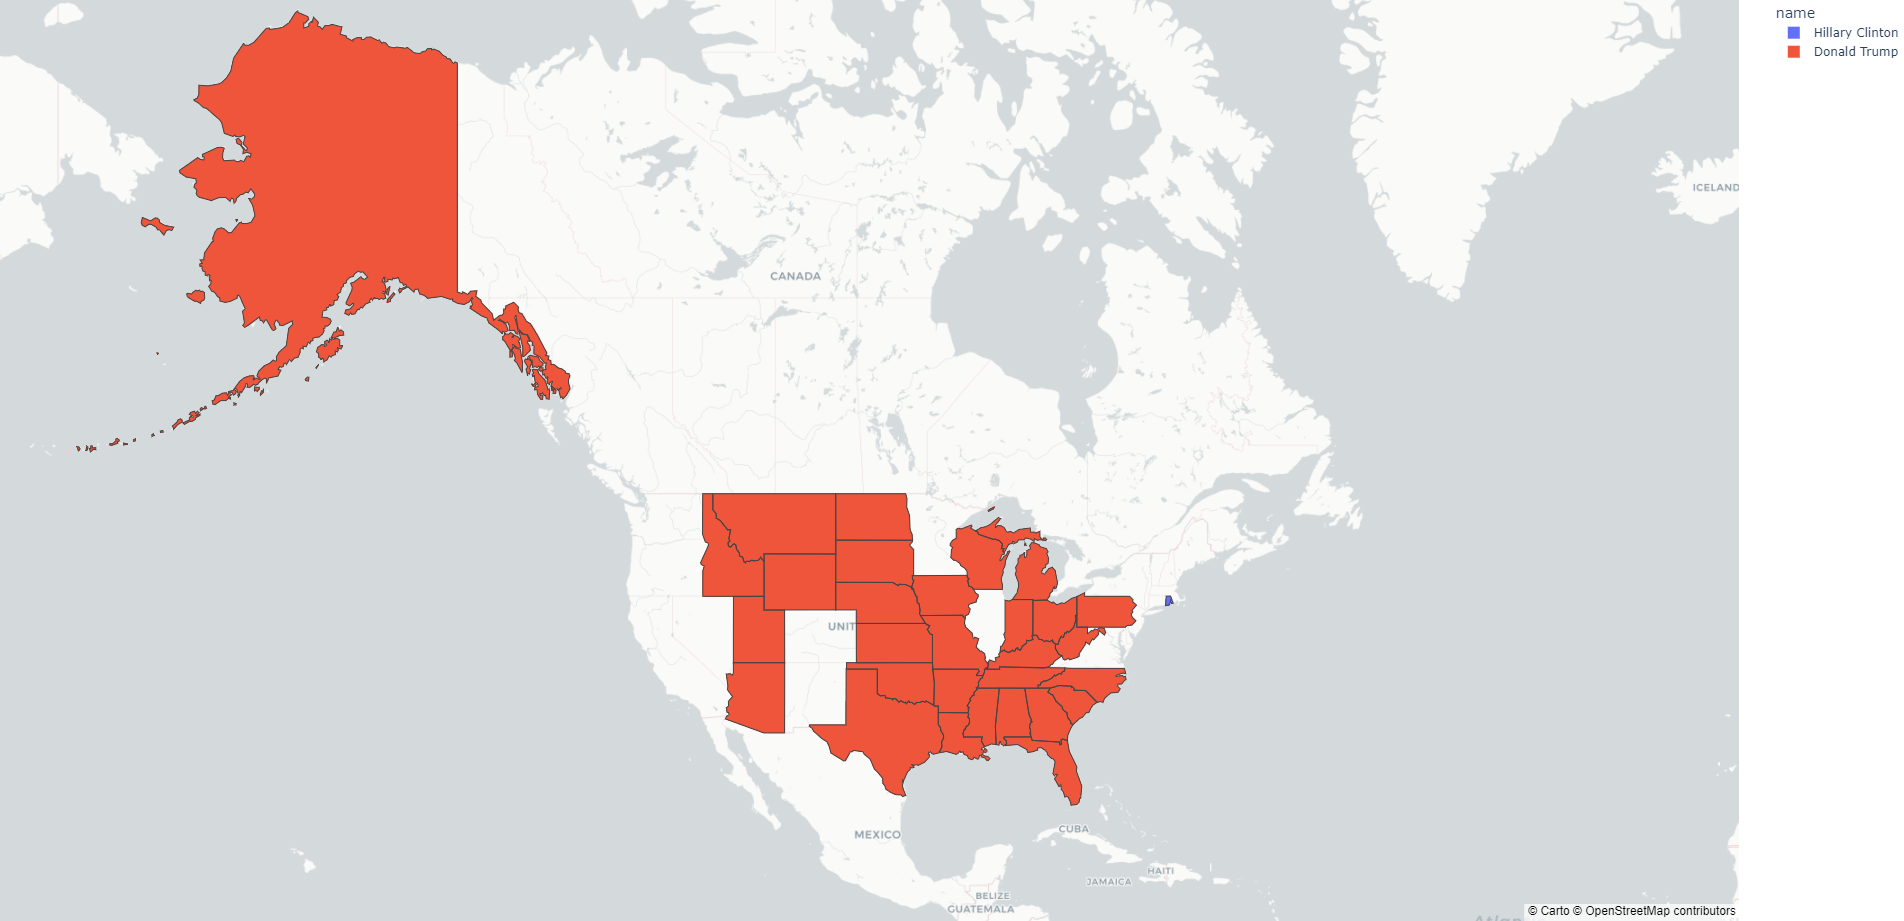 name
Hillary Clinton
Donald Trump
ICELAND
CANADA
UNIT
MEXICO
CUBA
HAITI
JAMAICA
BELIZE
GUATEMALA
© Carto © OpenStreetMap contributors